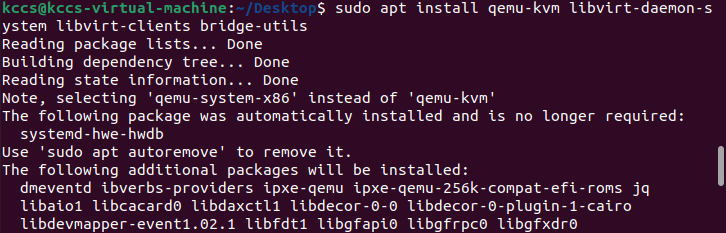 kccs@kccs-virtual-machine:~/Desktop$ sudo apt install qemu-kvm libvirt-daemon-s
ystem libvirt-clients bridge-utils
Reading package lists... Done
Building dependency tree... Done
Reading state information... Done
Note, selecting 'qemu-system-x86' instead of 'qemu-kvm'
The following package was automatically installed and is no longer required:
  systemd-hwe-hwdb
Use 'sudo apt autoremove' to remove it.
The following additional packages will be installed:
  dmeventd ibverbs-providers ipxe-qemu ipxe-qemu-256k-compat-efi-roms jq
  libaio1 libcacard0 libdaxctl1 libdecor-0-0 libdecor-0-plugin-1-cairo
  libdevmapper-event1.02.1 libfdt1 libgfapi0 libgfrpc0 libgfxdr0